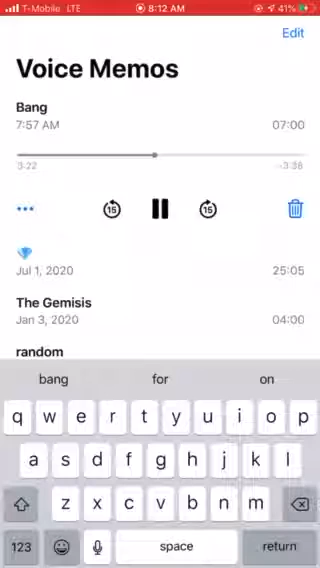 T-Mobile LTE 8:12 AM 41%
Edit
Voice Memos
Bang
7:57 AM 07:00
3:22 -3:38
15 15
💎
Jul 1, 2020 25:05
The Gemisis
Jan 3, 2020 04:00
random
bang for on
q w e r t y u i o p
a s d f g h j k l
z x c v b n m
123 space return